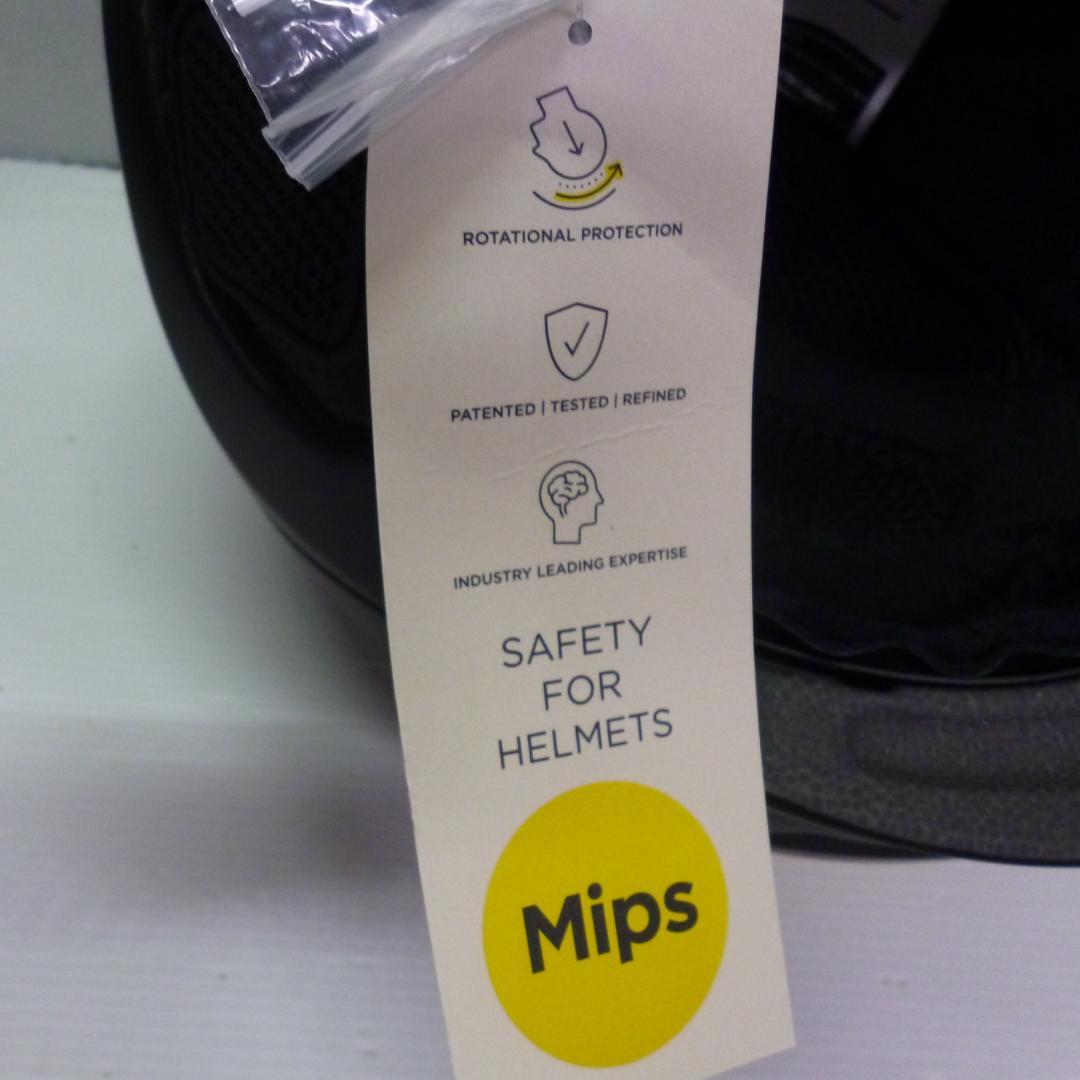 ROTATIONAL PROTECTION
PATENTED | TESTED | REFINED
INDUSTRY LEADING EXPERTISE
SAFETY
FOR
HELMETS
Mips